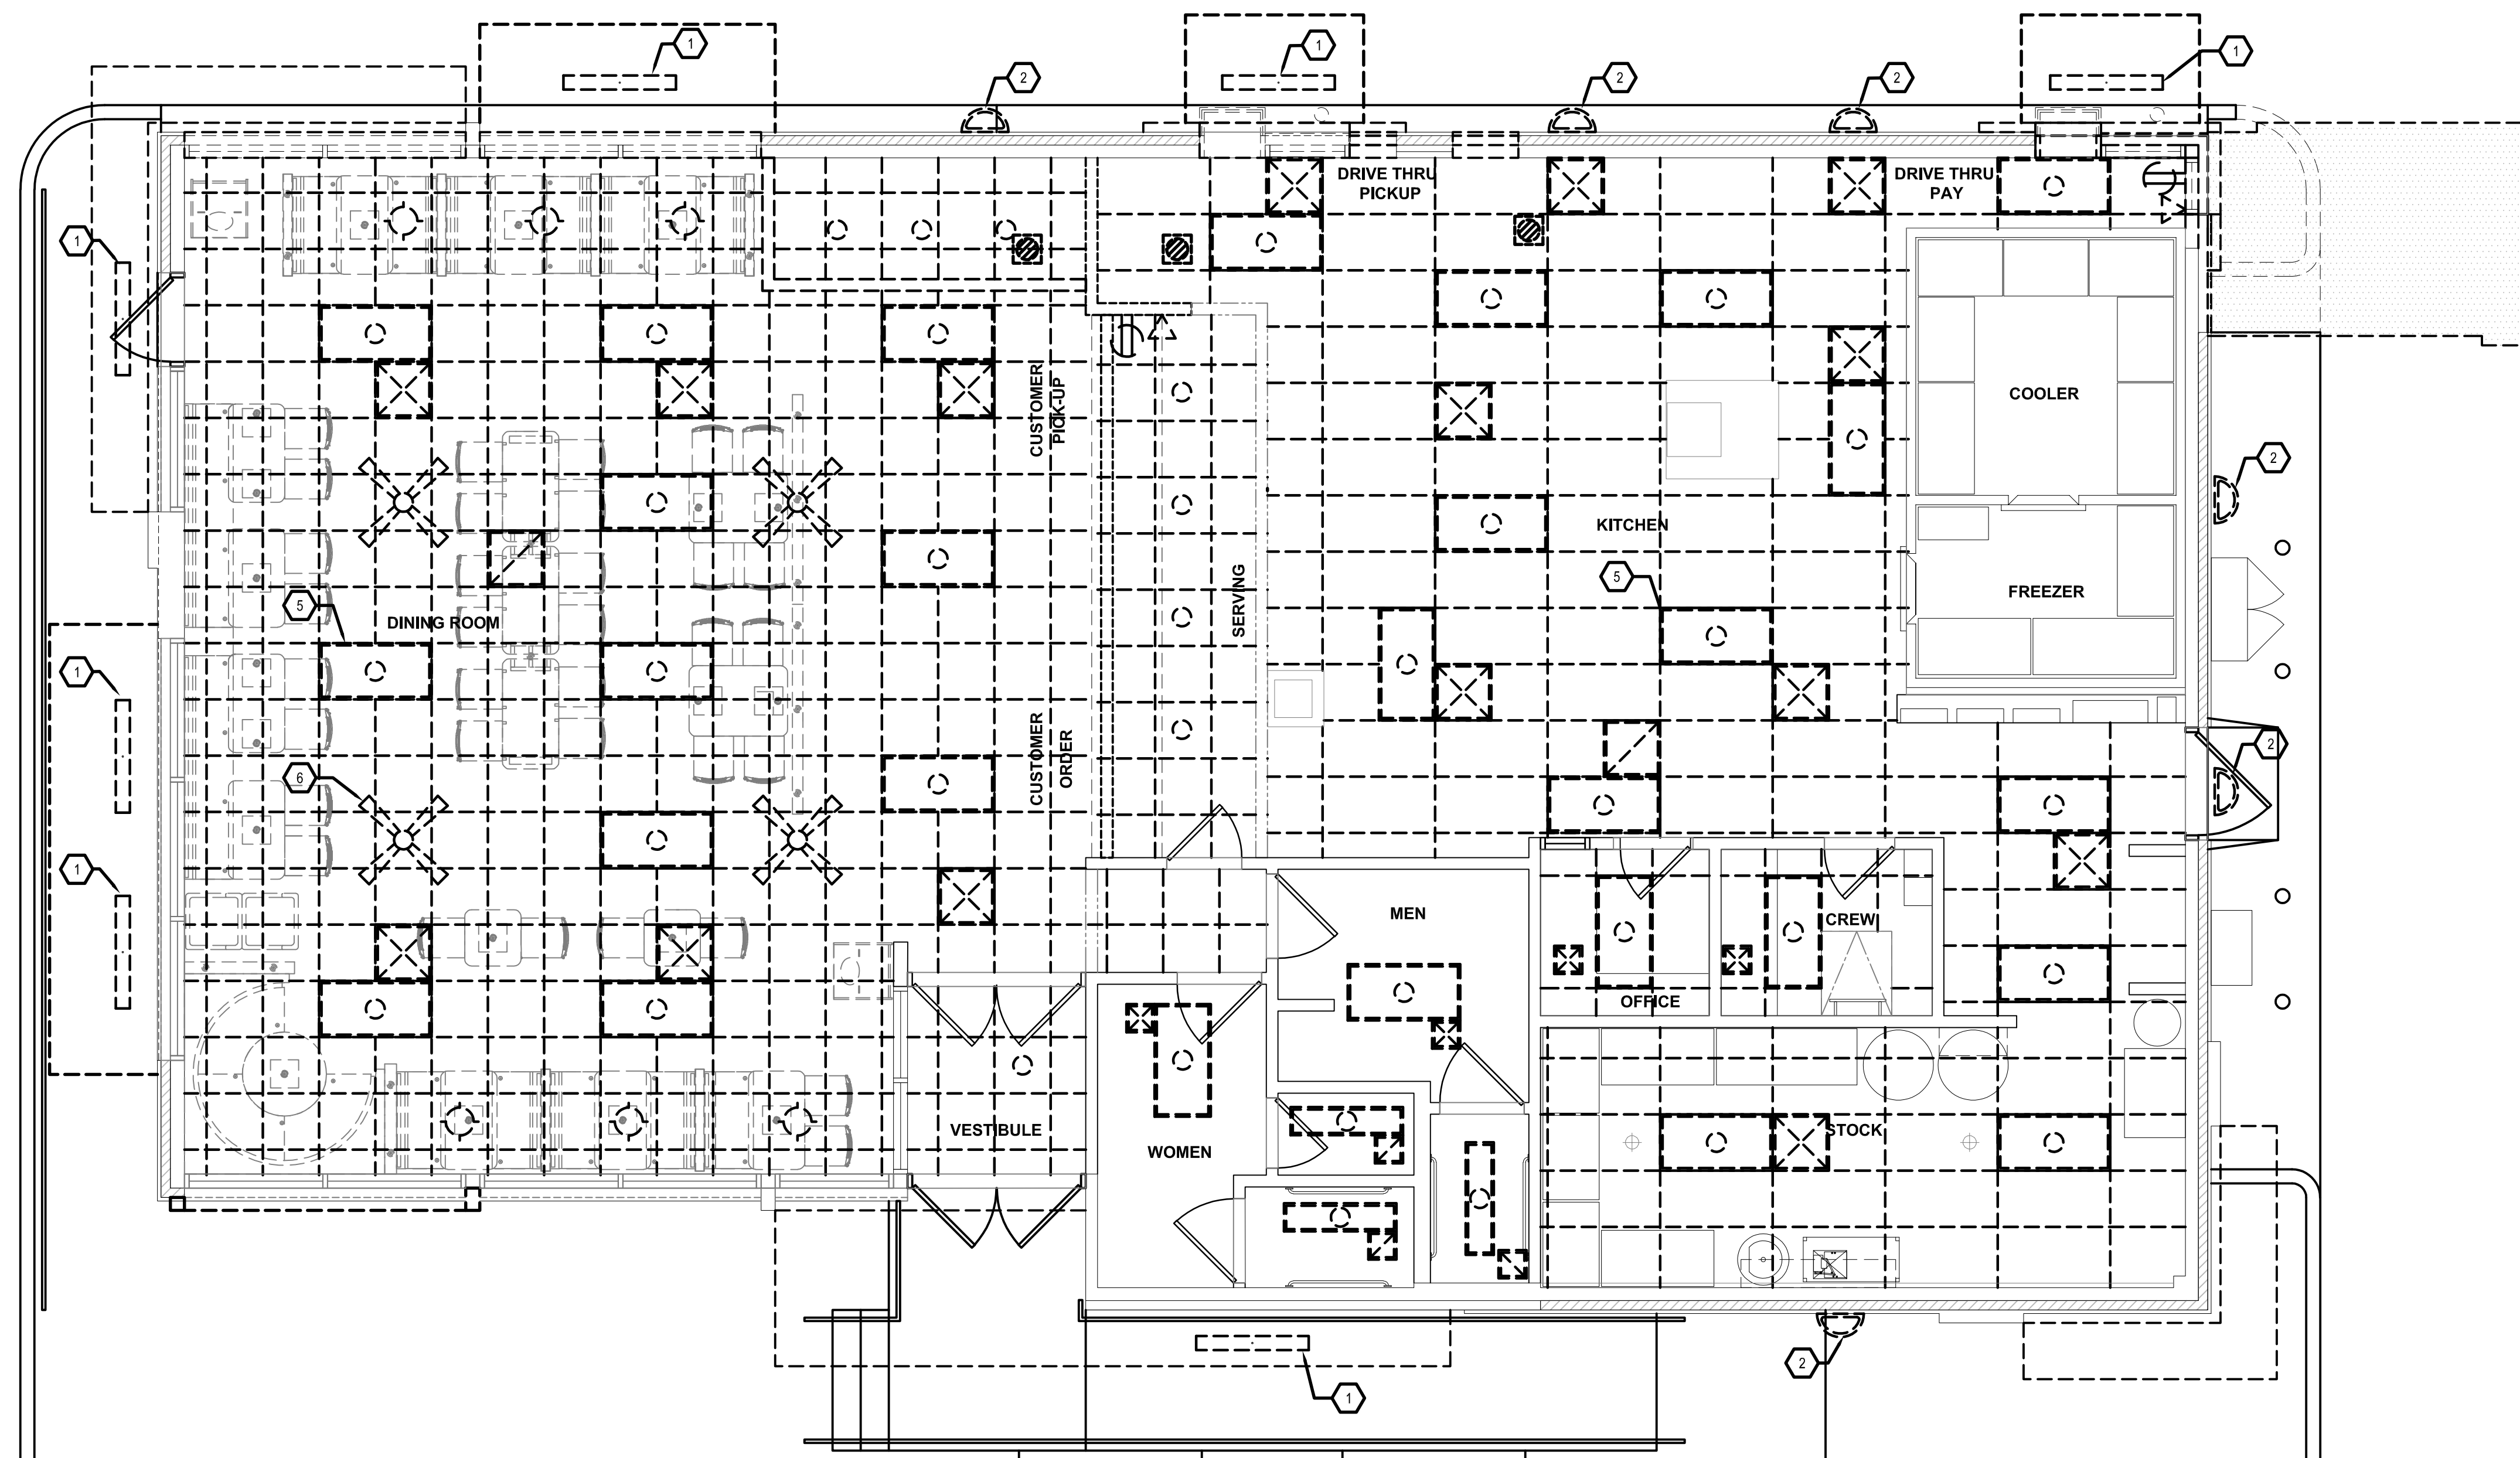 1
1
1
2
2
2
DRIVE THRU
PICKUP
DRIVE THRU
PAY
1
CUSTOMER
PICK-UP
COOLER
2
KITCHEN
5
FREEZER
SERVING
5
DINING ROOM
1
CUSTOMER
ORDER
2
6
1
MEN
CREW
OFFICE
VESTIBULE
WOMEN
STOCK
2
1